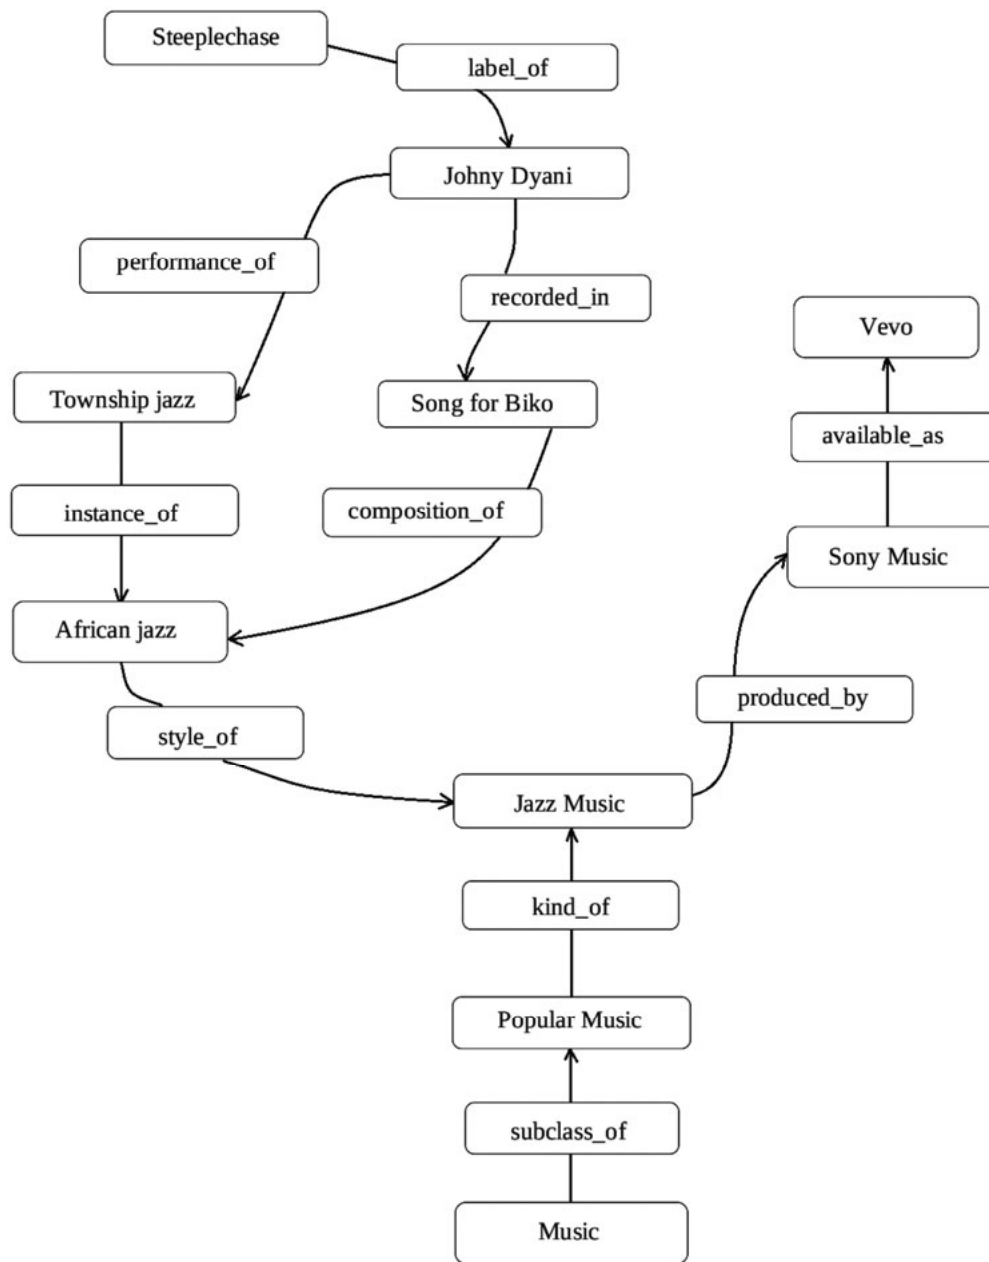 Steeplechase
label_of
Johny Dyani
performance_of
recorded_in
Vevo
Township jazz
Song for Biko
available_as
instance_of
composition_of
Sony Music
African jazz
produced_by
style_of
Jazz Music
kind_of
Popular Music
subclass_of
Music